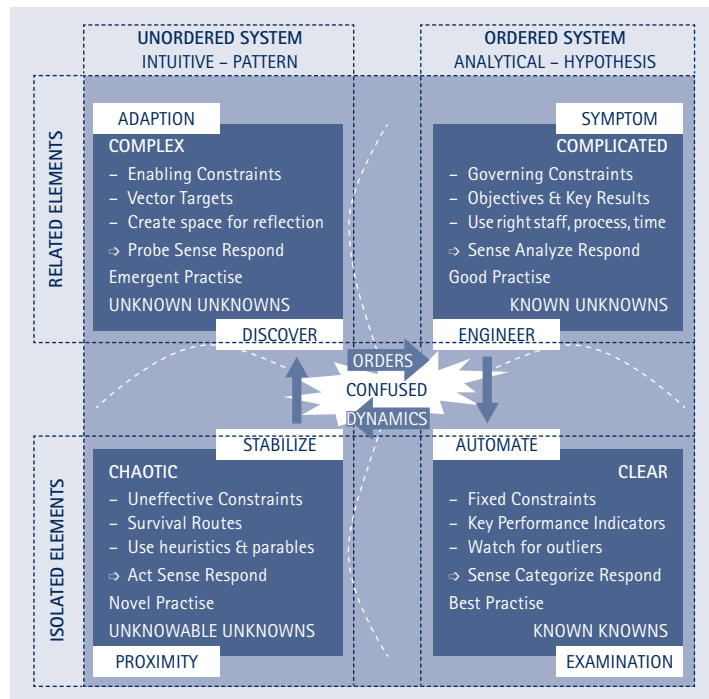 UNORDERED SYSTEM
INTUITIVE – PATTERN
ORDERED SYSTEM
ANALYTICAL – HYPOTHESIS
RELATED ELEMENTS
ADAPTION
COMPLEX
– Enabling Constraints
– Vector Targets
– Create space for reflection
➩ Probe Sense Respond
Emergent Practise
UNKNOWN UNKNOWNS
DISCOVER
SYMPTOM
COMPLICATED
– Governing Constraints
– Objectives & Key Results
– Use right staff, process, time
➩ Sense Analyze Respond
Good Practise
KNOWN UNKNOWNS
ENGINEER
ORDERS
CONFUSED
DYNAMICS
ISOLATED ELEMENTS
STABILIZE
CHAOTIC
– Uneffective Constraints
– Survival Routes
– Use heuristics & parables
➩ Act Sense Respond
Novel Practise
UNKNOWABLE UNKNOWNS
PROXIMITY
AUTOMATE
CLEAR
– Fixed Constraints
– Key Performance Indicators
– Watch for outliers
➩ Sense Categorize Respond
Best Practise
KNOWN KNOWNS
EXAMINATION